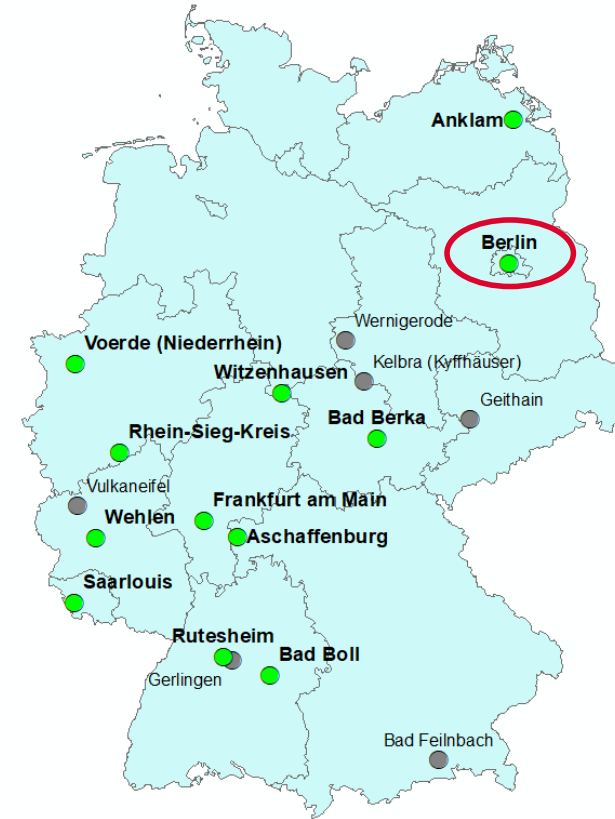 Anklam
Berlin
Wernigerode
Voerde (Niederrhein)
Kelbra (Kyffhäuser)
Witzenhausen
Geithain
Bad Berka
Rhein-Sieg-Kreis
Vulkaneifel
Frankfurt am Main
Wehlen
Aschaffenburg
Saarlouis
Rutesheim
Bad Boll
Gerlingen
Bad Feilnbach